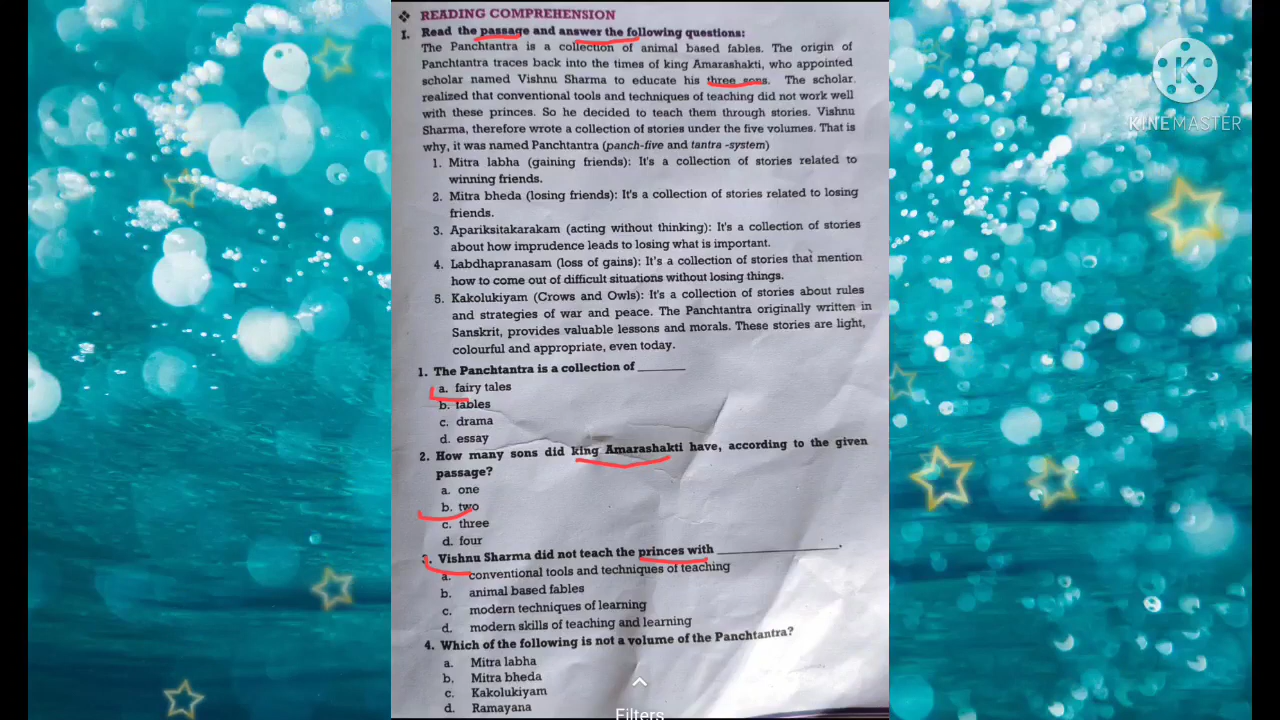 ❖ READING COMPREHENSION
I. Read the passage and answer the following questions:
The Panchtantra is a collection of animal based fables. The origin of
Panchtantra traces back into the times of king Amarashakti, who appointed
scholar named Vishnu Sharma to educate his three sons. The scholar
realized that conventional tools and techniques of teaching did not work well
with these princes. So he decided to teach them through stories. Vishnu
Sharma, therefore wrote a collection of stories under the five volumes. That is
why, it was named Panchtantra (panch-five and tantra -system)
1. Mitra labha (gaining friends): It's a collection of stories related to
winning friends.
2. Mitra bheda (losing friends): It's a collection of stories related to losing
friends.
3. Apariksitakarakam (acting without thinking): It's a collection of stories
about how imprudence leads to losing what is important.
4. Labdhapranasam (loss of gains): It's a collection of stories that mention
how to come out of difficult situations without losing things.
5. Kakolukiyam (Crows and Owls): It's a collection of stories about rules
and strategies of war and peace. The Panchtantra originally written in
Sanskrit, provides valuable lessons and morals. These stories are light,
colourful and appropriate, even today.
1. The Panchtantra is a collection of ______
a. fairy tales
b. fables
c. drama
d. essay
2. How many sons did king Amarashakti have, according to the given
passage?
a. one
b. two
c. three
d. four
3. Vishnu Sharma did not teach the princes with ______________.
a. conventional tools and techniques of teaching
b. animal based fables
c. modern techniques of learning
d. modern skills of teaching and learning
4. Which of the following is not a volume of the Panchtantra?
a. Mitra labha
b. Mitra bheda
c. Kakolukiyam
d. Ramayana
Filters
K
KINEMASTER